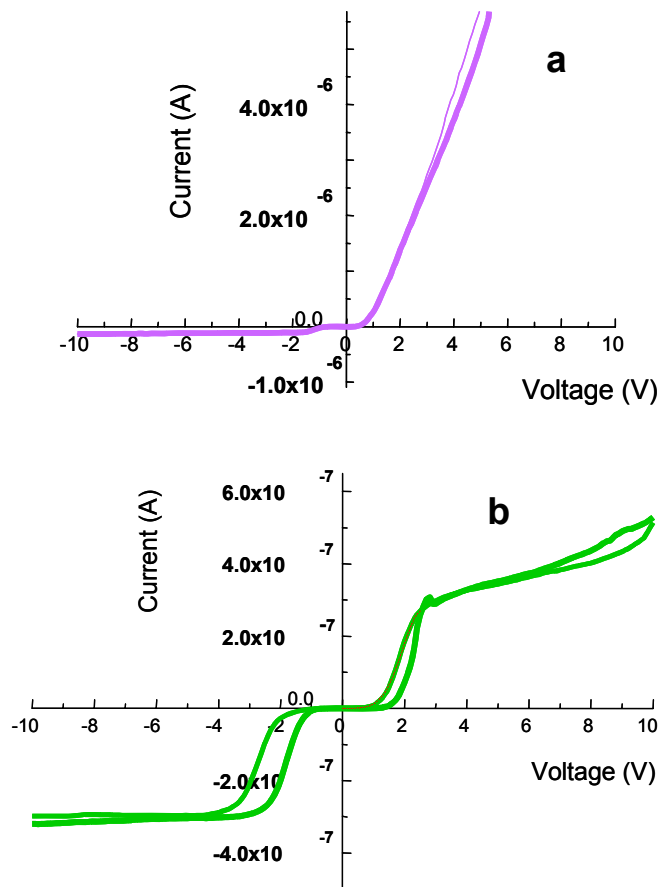 a
-6
4.0x10
Current (A)
-6
2.0x10
0.0
-10 -8 -6 -4 -2 0 2 4 6 8 10
-6
-1.0x10
Voltage (V)
-7
6.0x10
b
Current (A)
-7
4.0x10
-7
2.0x10
0.0
-10 -8 -6 -4 -2 0 2 4 6 8 10
-7
-2.0x10
Voltage (V)
-7
-4.0x10